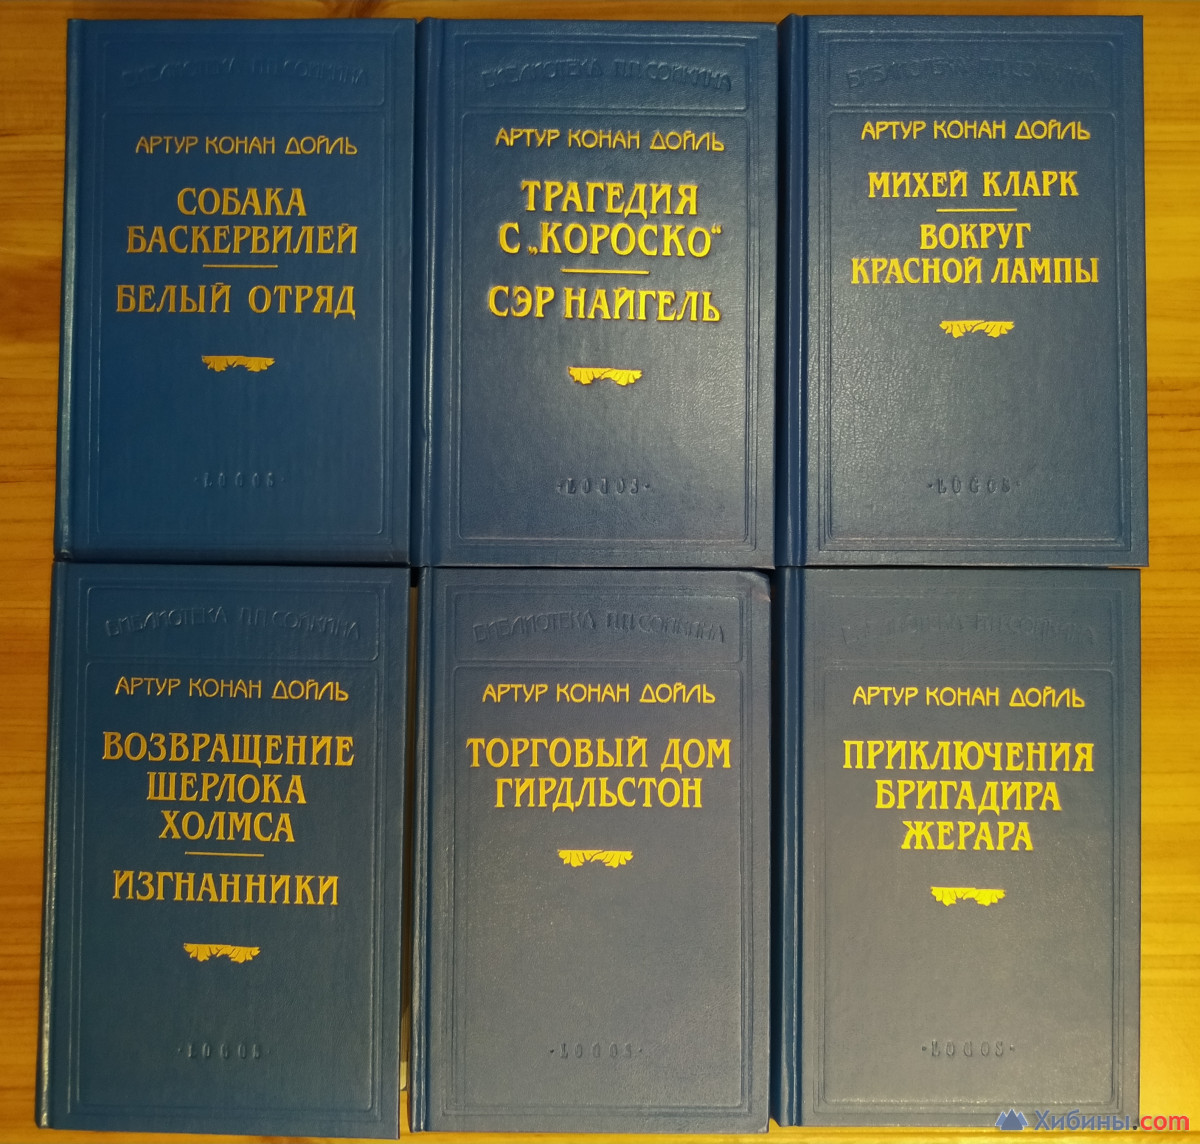 БИБЛИОТЕКА П.П. СОЙКИНА
АРТУР КОНАН ДОЙЛЬ
СОБАКА
БАСКЕРВИЛЕЙ
БЕЛЫЙ ОТРЯД
·LOGOS·
БИБЛИОТЕКА П.П. СОЙКИНА
АРТУР КОНАН ДОЙЛЬ
ТРАГЕДИЯ
С „КОРОСКО“
СЭР НАЙГЕЛЬ
·LOGOS·
БИБЛИОТЕКА П.П. СОЙКИНА
АРТУР КОНАН ДОЙЛЬ
МИХЕЙ КЛАРК
ВОКРУГ
КРАСНОЙ ЛАМПЫ
·LOGOS·
БИБЛИОТЕКА П.П. СОЙКИНА
АРТУР КОНАН ДОЙЛЬ
ВОЗВРАЩЕНИЕ
ШЕРЛОКА
ХОЛМСА
ИЗГНАННИКИ
·LOGOS·
БИБЛИОТЕКА П.П. СОЙКИНА
АРТУР КОНАН ДОЙЛЬ
ТОРГОВЫЙ ДОМ
ГИРДЛЬСТОН
·LOGOS·
БИБЛИОТЕКА П.П. СОЙКИНА
АРТУР КОНАН ДОЙЛЬ
ПРИКЛЮЧЕНИЯ
БРИГАДИРА
ЖЕРАРА
·LOGOS·
Хибины.com